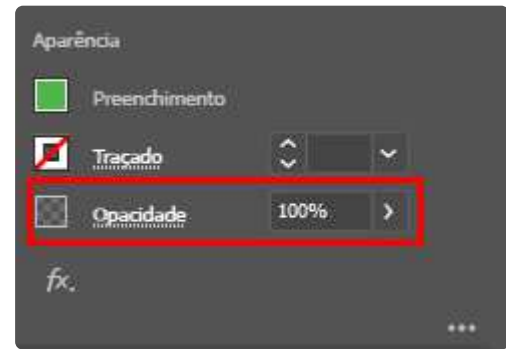 Aparência
Preenchimento
Traçado
Opacidade 100%
fx.